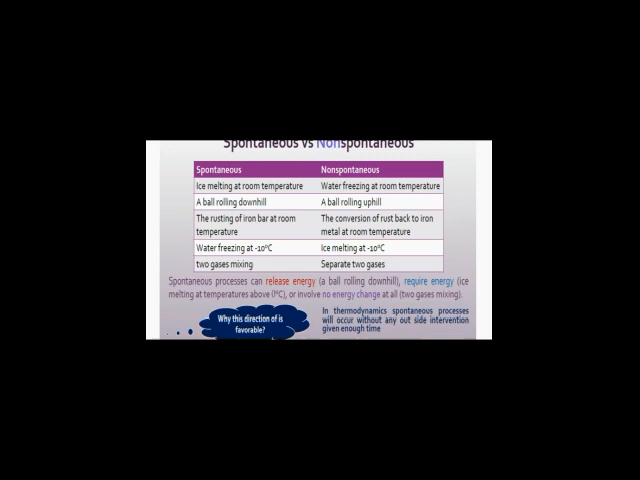 Spontaneous vs Nonspontaneous
Spontaneous Nonspontaneous
Ice melting at room temperature Water freezing at room temperature
A ball rolling downhill A ball rolling uphill
The rusting of iron bar at room The conversion of rust back to iron
temperature metal at room temperature
Water freezing at -10ºC Ice melting at -10ºC
two gases mixing Separate two gases
Spontaneous processes can release energy (a ball rolling downhill), require energy (ice
melting at temperatures above 0ºC), or involve no energy change at all (two gases mixing).
Why this direction of is
favorable?
In thermodynamics spontaneous processes
will occur without any out side intervention
given enough time